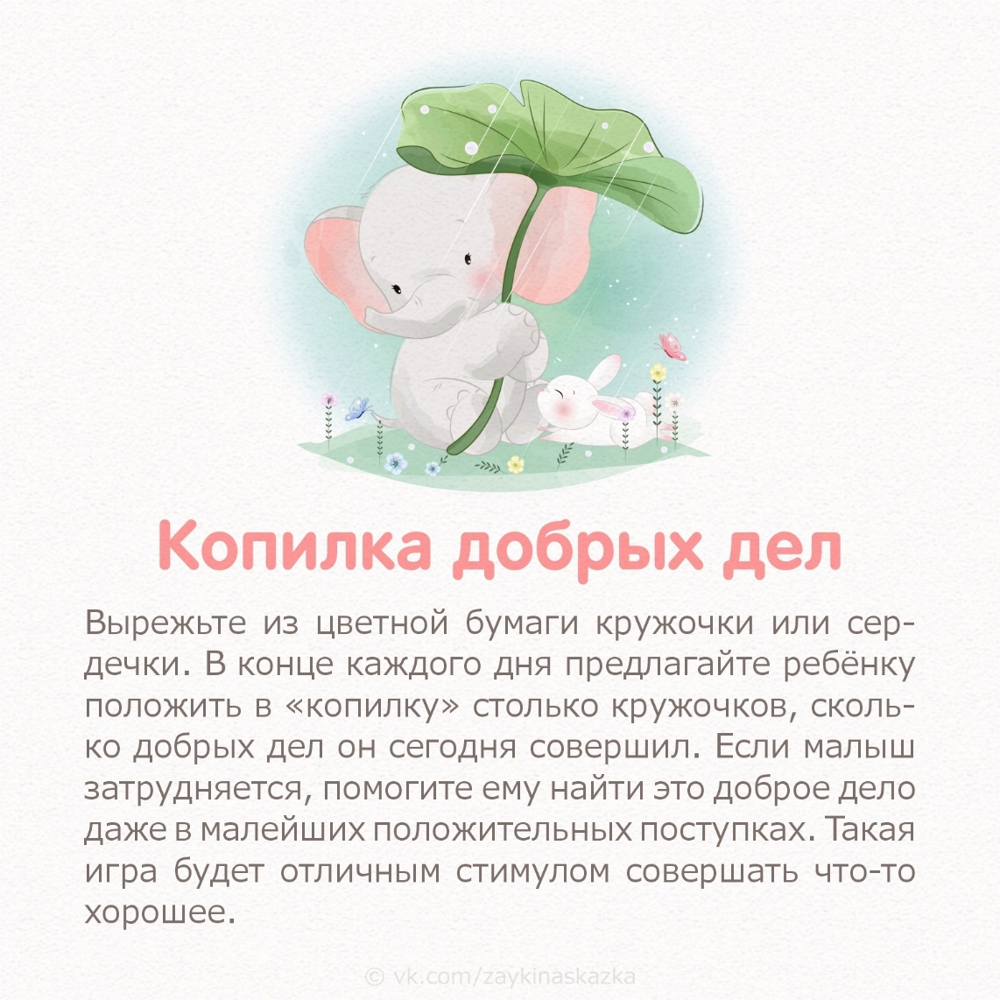 Копилка добрых дел
Вырежьте из цветной бумаги кружочки или сер-
дечки. В конце каждого дня предлагайте ребёнку
положить в «копилку» столько кружочков, сколь-
ко добрых дел он сегодня совершил. Если малыш
затрудняется, помогите ему найти это доброе дело
даже в малейших положительных поступках. Такая
игра будет отличным стимулом совершать что-то
хорошее.
© vk.com/zaykinaskazka